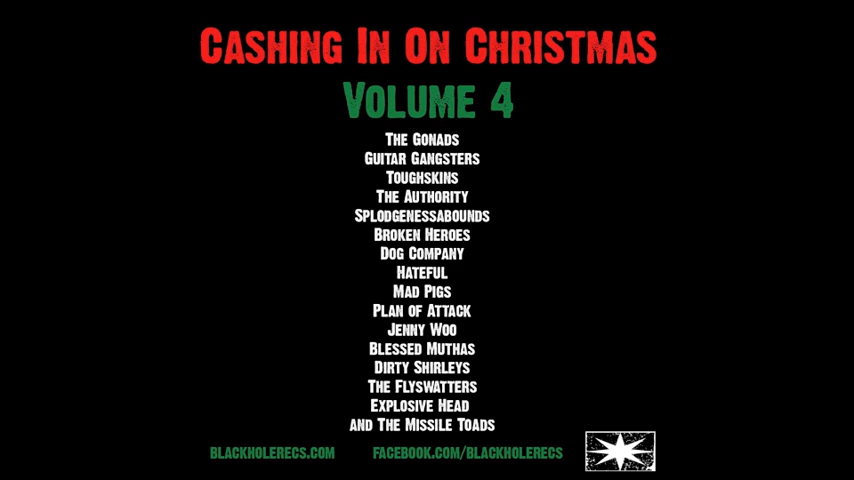 Cashing In On Christmas
Volume 4
The Gonads
Guitar Gangsters
Toughskins
The Authority
Splodgenessabounds
Broken Heroes
Dog Company
Hateful
Mad Pigs
Plan of Attack
Jenny Woo
Blessed Muthas
Dirty Shirleys
The Flyswatters
Explosive Head
and The Missile Toads
blackholerecs.com facebook.com/blackholerecs